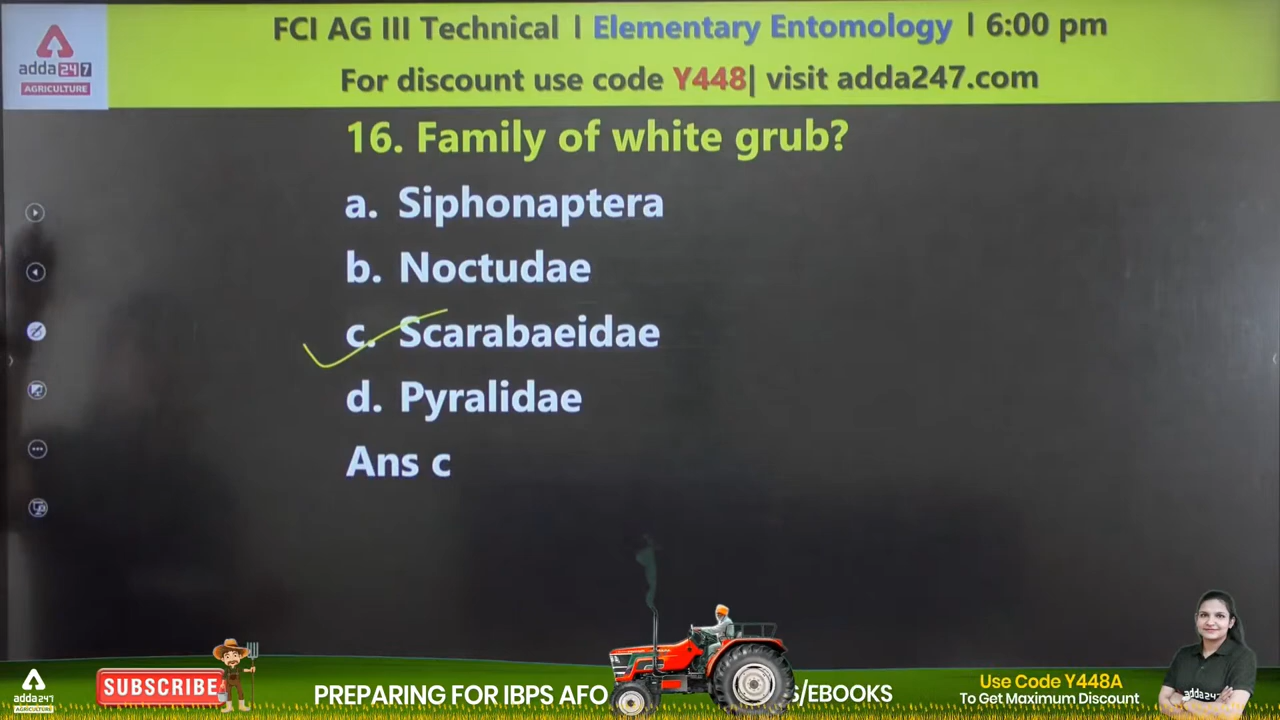 FCI AG III Technical | Elementary Entomology | 6:00 pm
For discount use code Y448| visit adda247.com
adda247
AGRICULTURE
16. Family of white grub?
a. Siphonaptera
b. Noctudae
c. Scarabaeidae
d. Pyralidae
Ans c
adda247
AGRICULTURE
SUBSCRIBE
PREPARING FOR IBPS AFO
S/EBOOKS
Use Code Y448A
To Get Maximum Discount
adda247